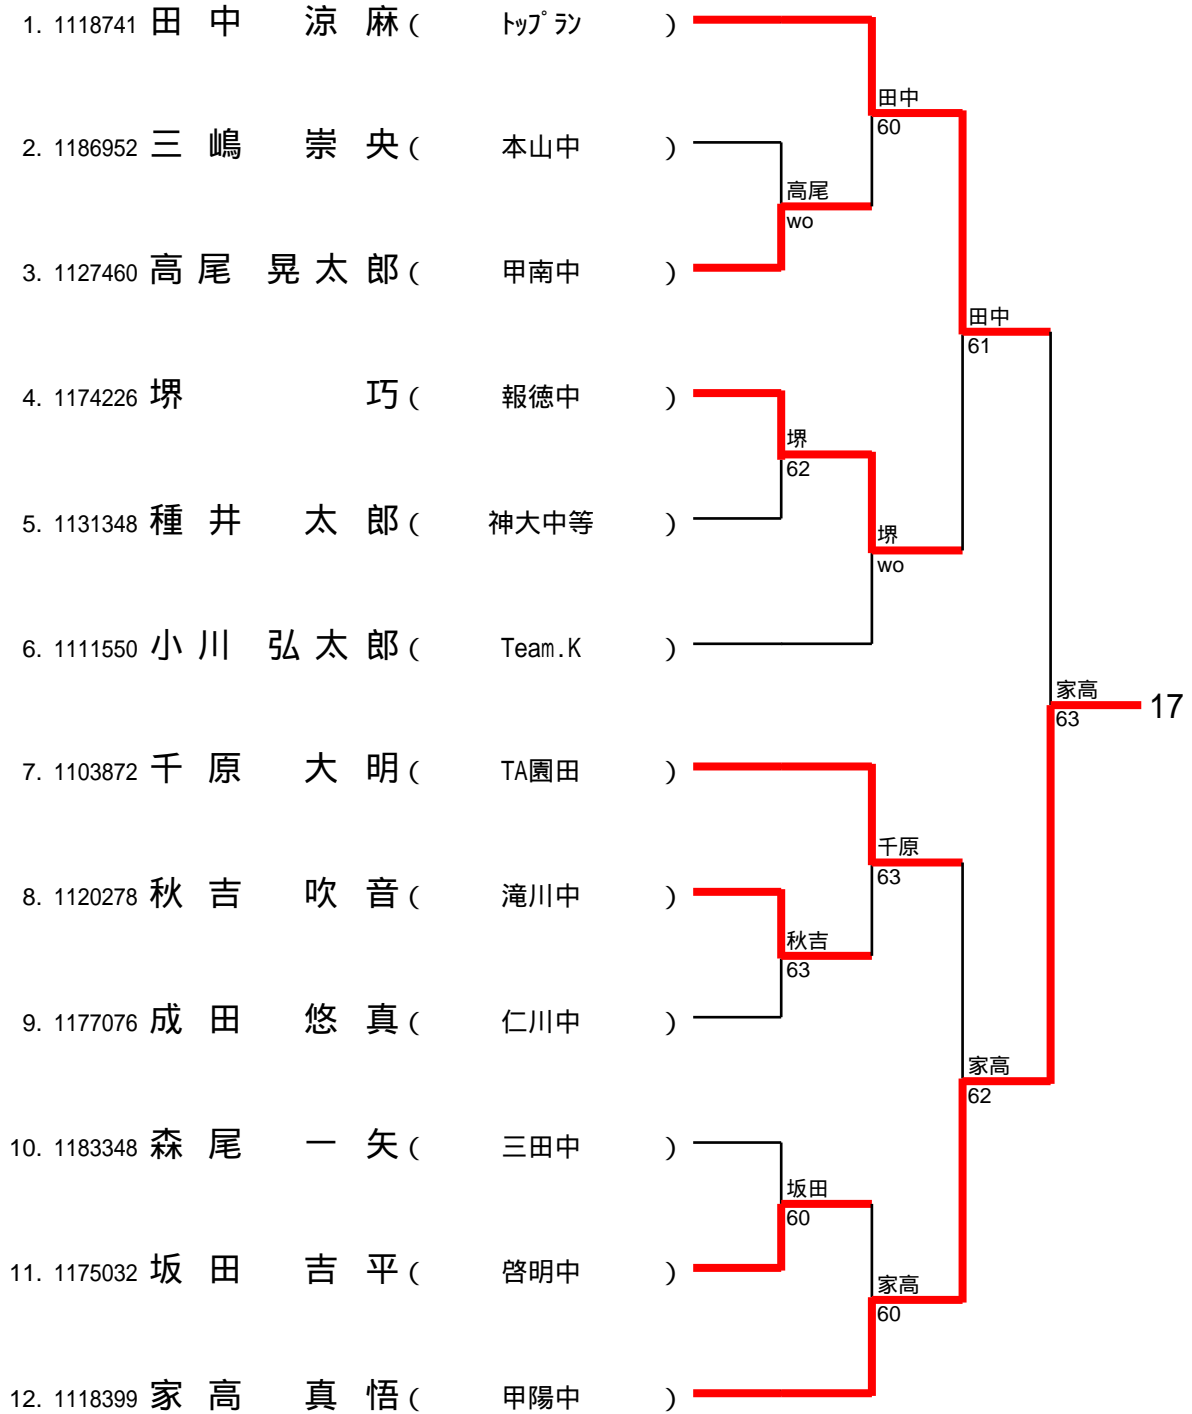 1. 1118741 田中 涼麻 ( トップラン )
田中
60
2. 1186952 三嶋 崇央 ( 本山中 )
高尾
wo
3. 1127460 高尾 晃太郎 ( 甲南中 )
田中
61
4. 1174226 堺 巧 ( 報徳中 )
堺
62
5. 1131348 種井 太郎 ( 神大中等 )
堺
wo
6. 1111550 小川 弘太郎 ( Team.K )
家高
63
17
7. 1103872 千原 大明 ( TA園田 )
千原
63
8. 1120278 秋吉 吹音 ( 滝川中 )
秋吉
63
9. 1177076 成田 悠真 ( 仁川中 )
家高
62
10. 1183348 森尾 一矢 ( 三田中 )
坂田
60
11. 1175032 坂田 吉平 ( 啓明中 )
家高
60
12. 1118399 家高 真悟 ( 甲陽中 )